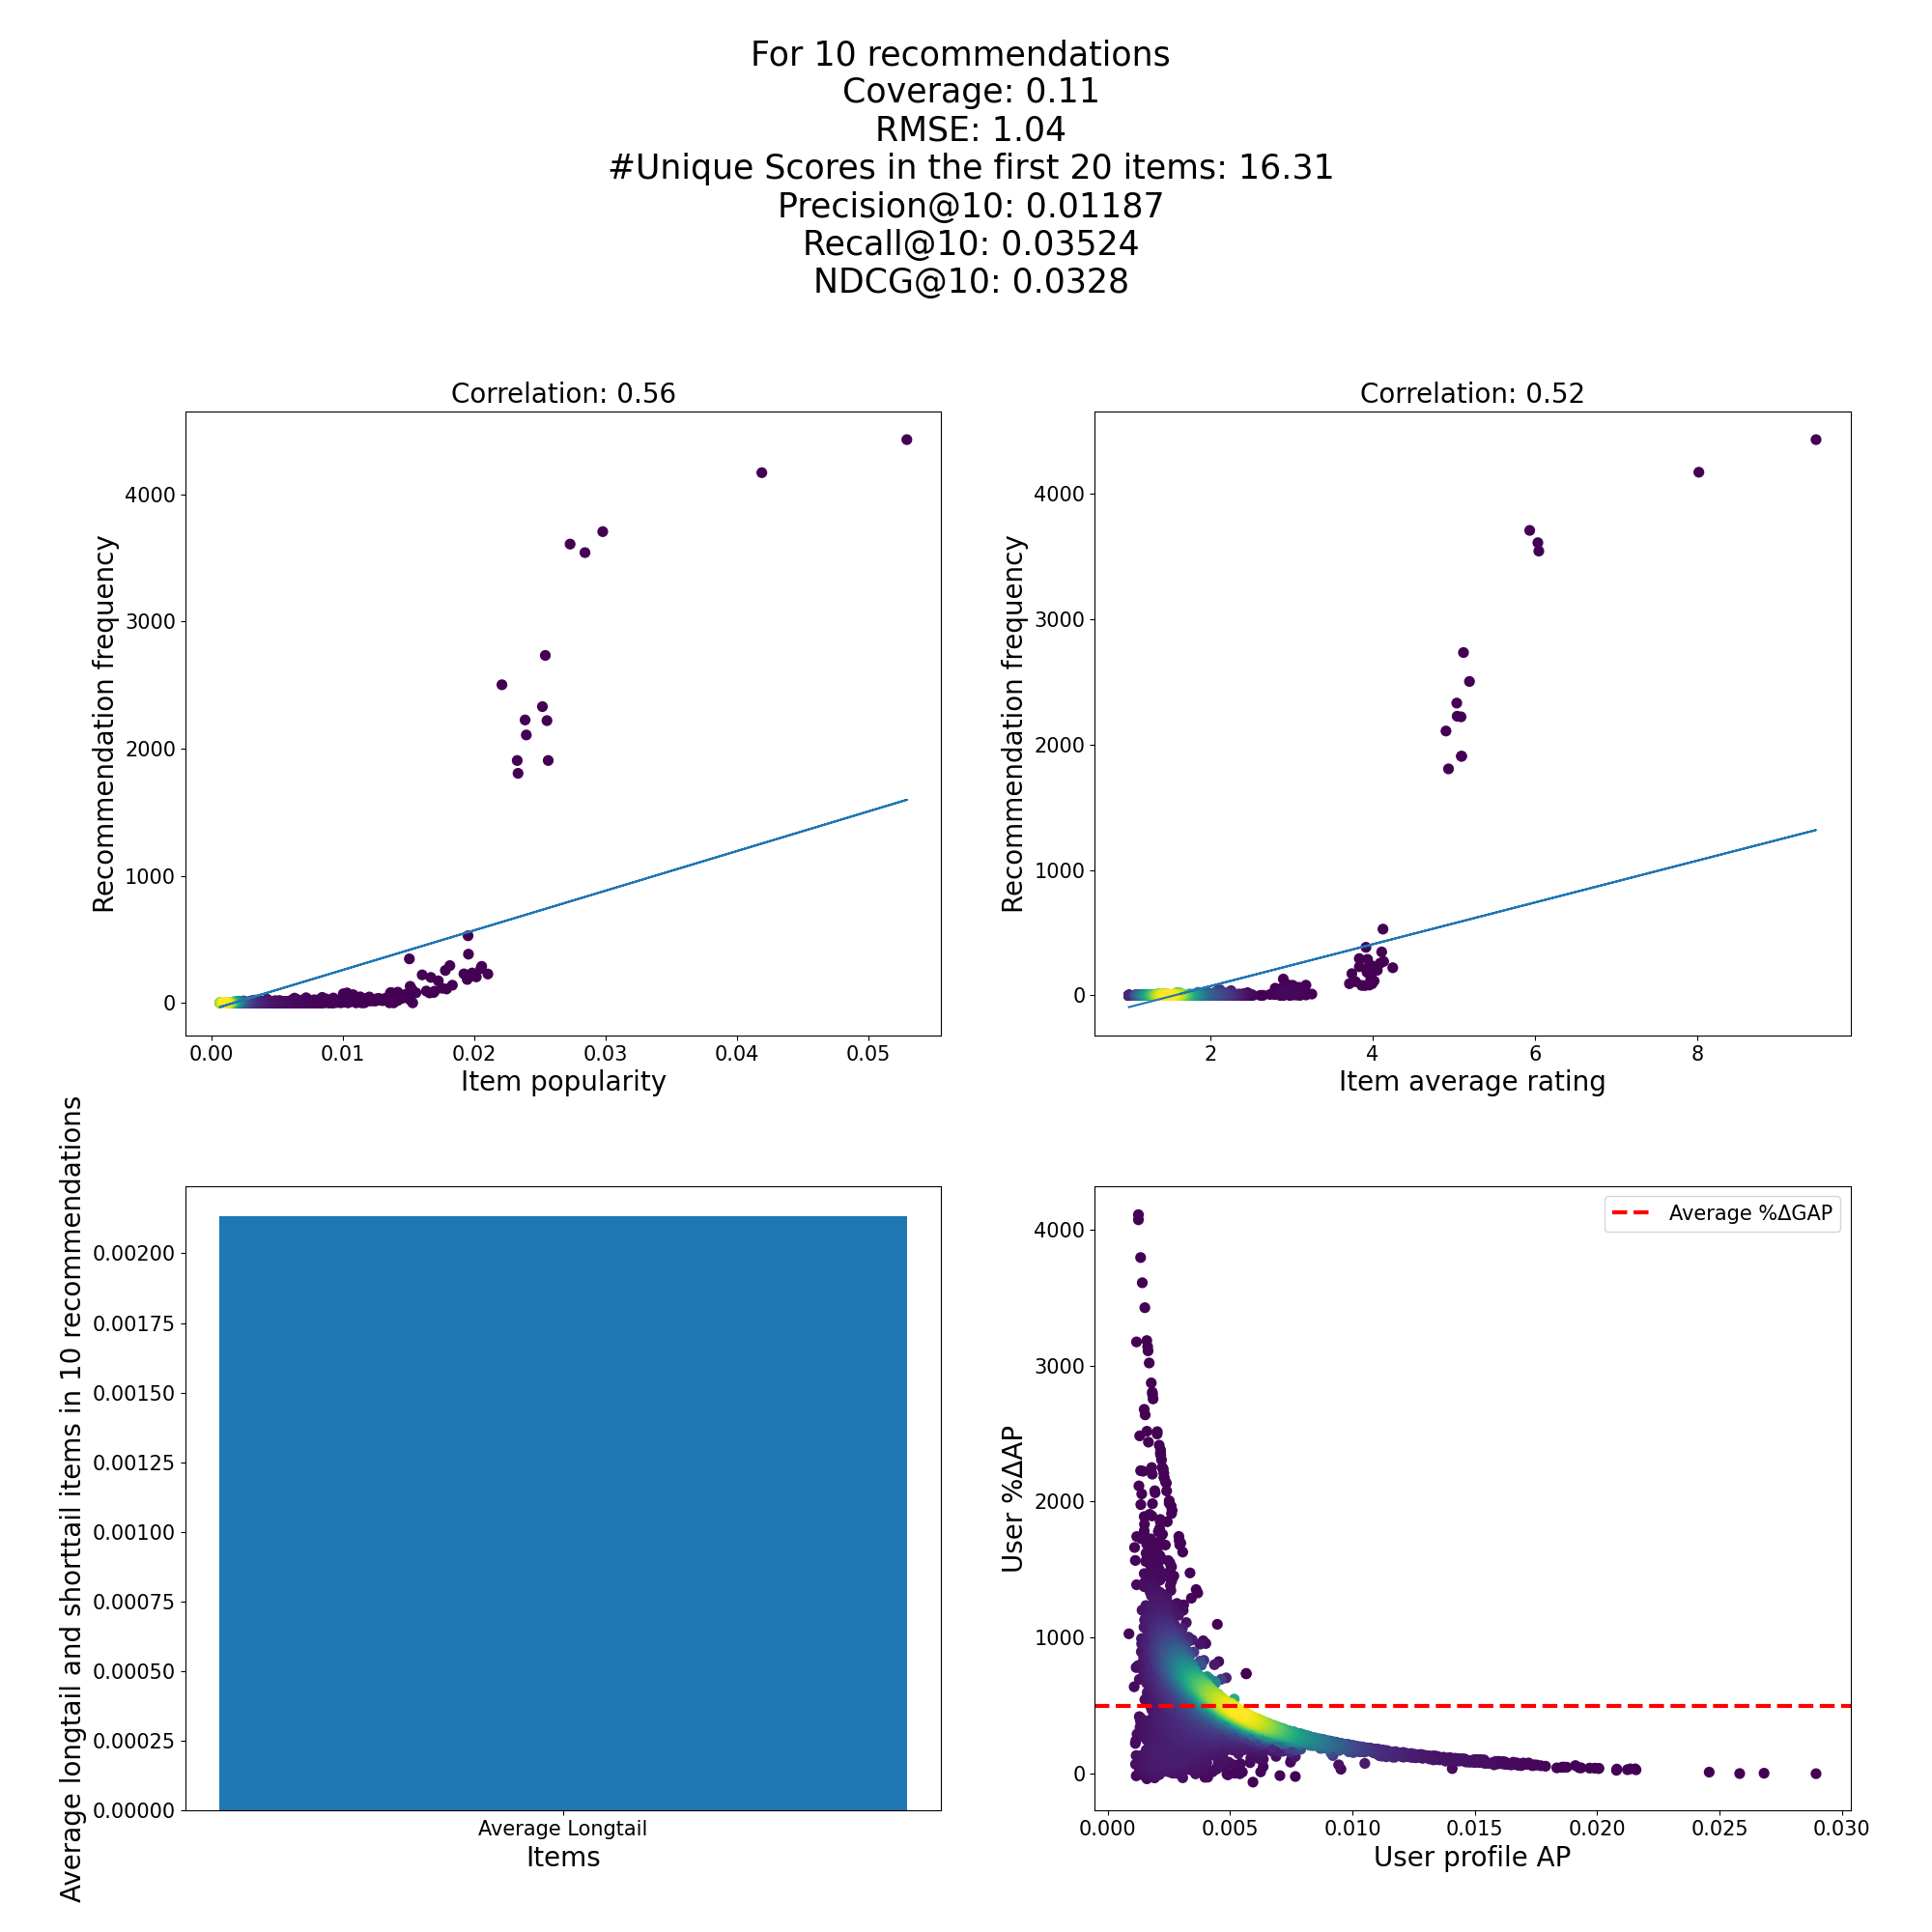 For 10 recommendations
Coverage: 0.11
RMSE: 1.04
#Unique Scores in the first 20 items: 16.31
Precision@10: 0.01187
Recall@10: 0.03524
NDCG@10: 0.0328
Correlation: 0.56
Recommendation frequency
4000
3000
2000
1000
0
0.00 0.01 0.02 0.03 0.04 0.05
Item popularity
Correlation: 0.52
Recommendation frequency
4000
3000
2000
1000
0
2 4 6 8
Item average rating
Average longtail and shorttail items in 10 recommendations
0.00200
0.00175
0.00150
0.00125
0.00100
0.00075
0.00050
0.00025
0.00000
Average Longtail
Items
Average %ΔGAP
User %ΔAP
4000
3000
2000
1000
0
0.000 0.005 0.010 0.015 0.020 0.025 0.030
User profile AP